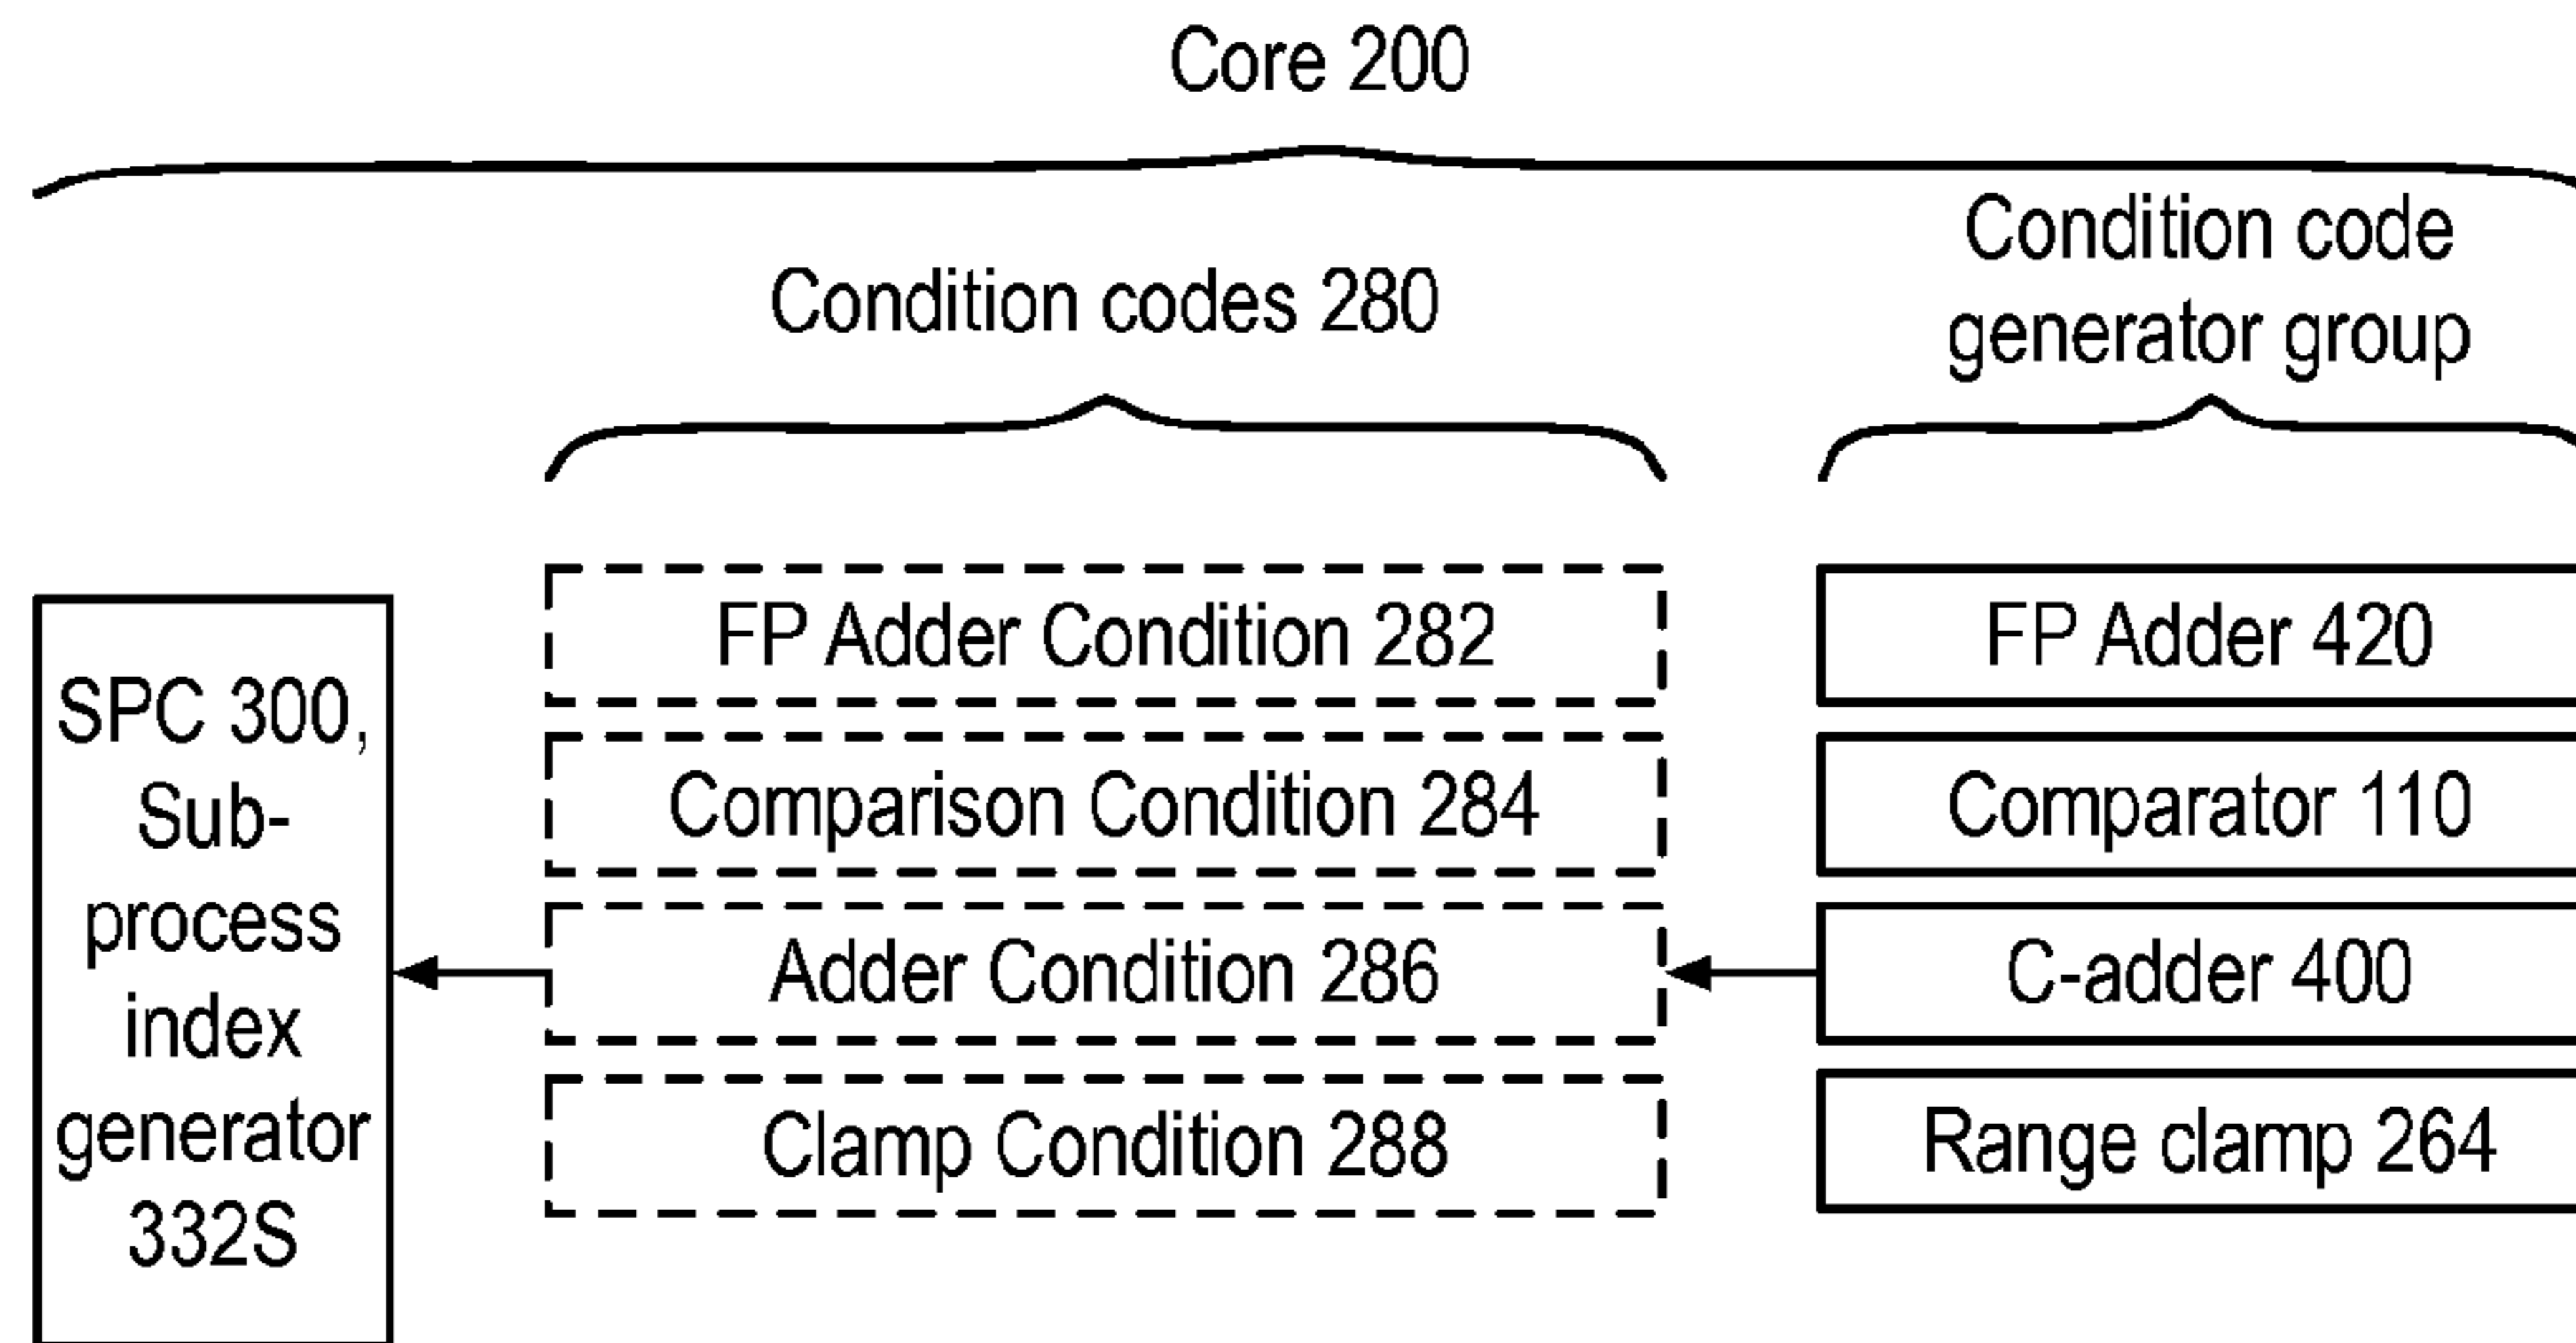 Core 200
Condition codes 280
Condition code
generator group
SPC 300,
Sub-
process
index
generator
332S
FP Adder Condition 282
Comparison Condition 284
Adder Condition 286
Clamp Condition 288
FP Adder 420
Comparator 110
C-adder 400
Range clamp 264